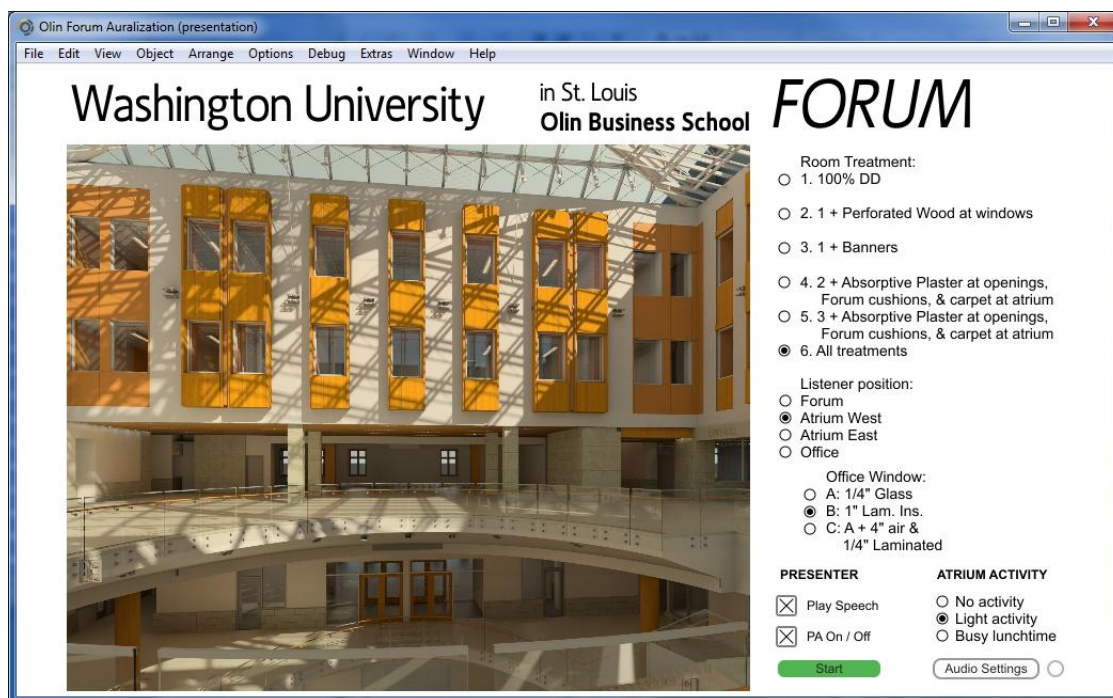 Olin Forum Auralization (presentation)
File Edit View Object Arrange Options Debug Extras Window Help
Washington University
in St. Louis
Olin Business School
FORUM
Room Treatment:
1. 100% DD
2. 1 + Perforated Wood at windows
3. 1 + Banners
4. 2 + Absorptive Plaster at openings,
Forum cushions, & carpet at atrium
5. 3 + Absorptive Plaster at openings,
Forum cushions, & carpet at atrium
6. All treatments
Listener position:
Forum
Atrium West
Atrium East
Office
Office Window:
A: 1/4" Glass
B: 1" Lam. Ins.
C: A + 4" air &
1/4" Laminated
PRESENTER
Play Speech
PA On / Off
Start
ATRIUM ACTIVITY
No activity
Light activity
Busy lunchtime
Audio Settings